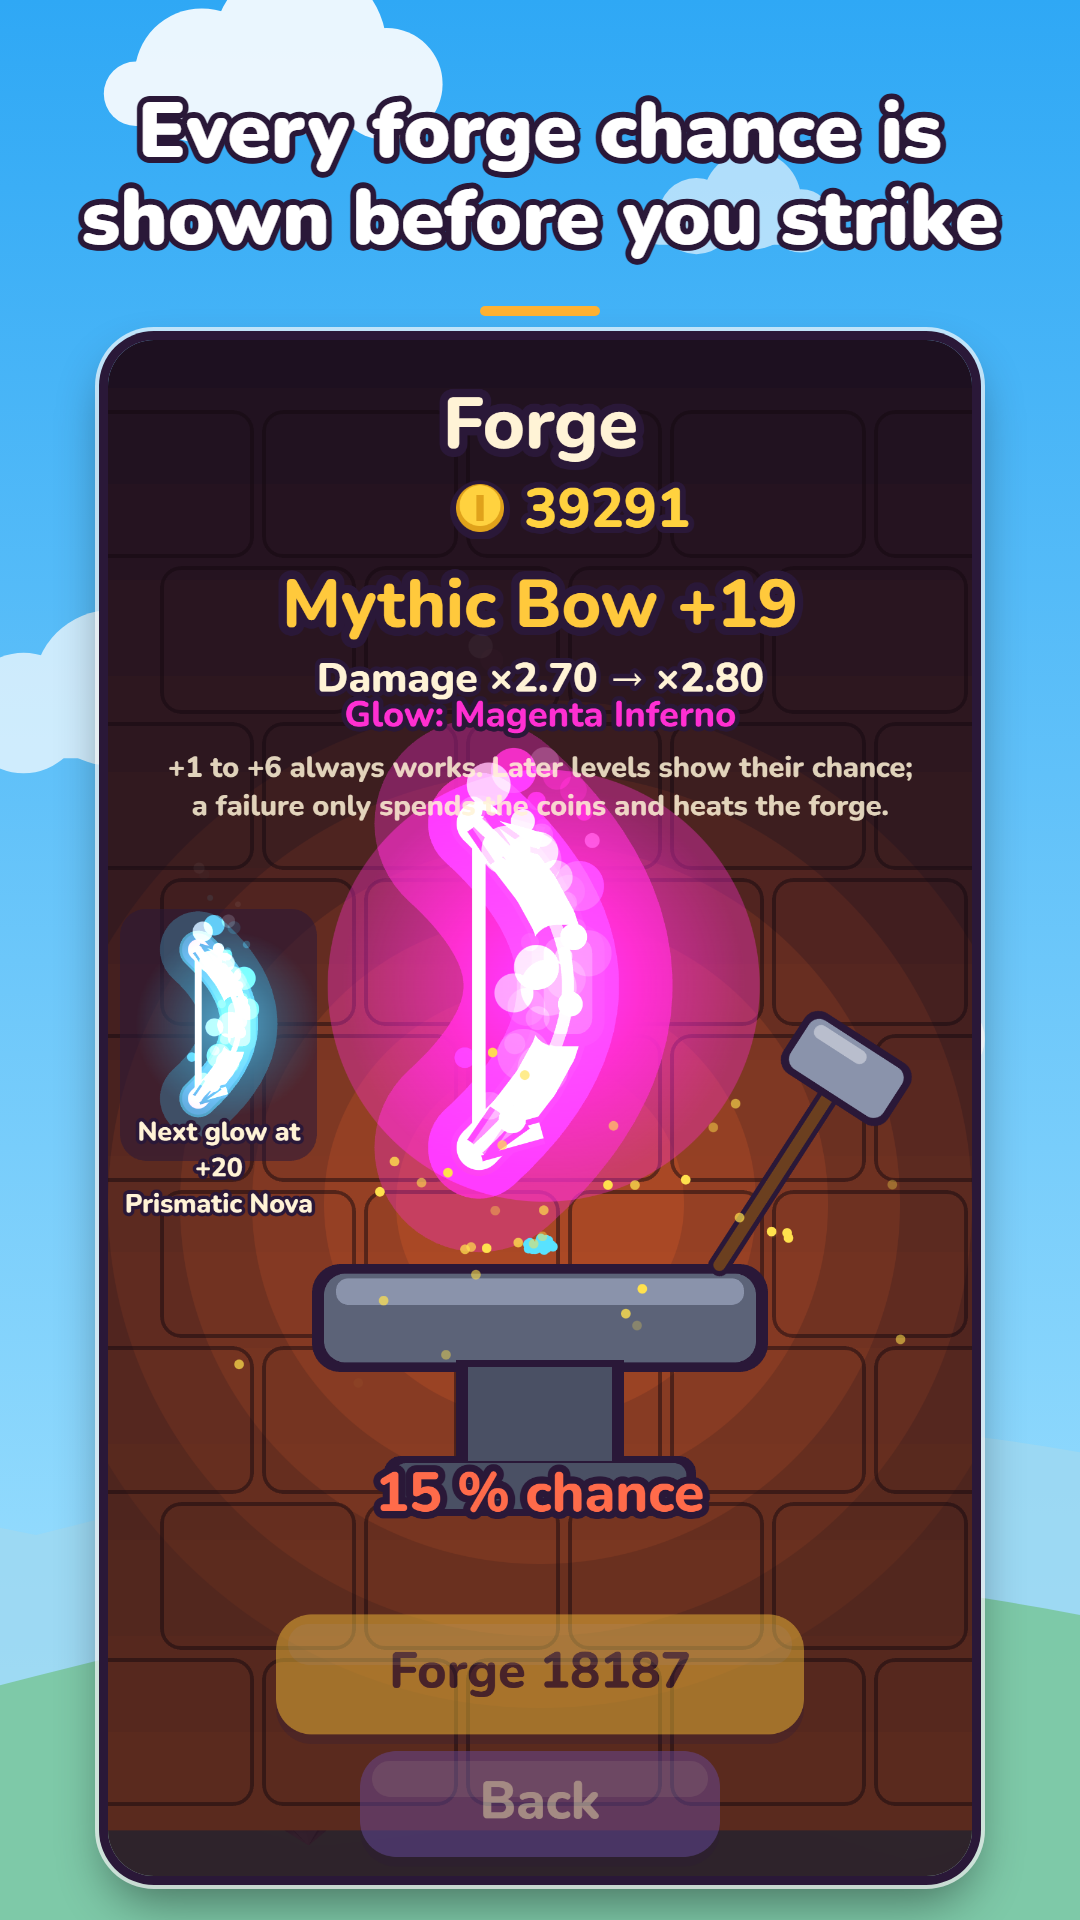 Every forge chance is
shown before you strike
Forge
39291
Mythic Bow +19
Damage ×2.70 → ×2.80
Glow: Magenta Inferno
+1 to +6 always works. Later levels show their chance;
a failure only spends the coins and heats the forge.
Next glow at
+20
Prismatic Nova
15 % chance
Forge 18187
Back